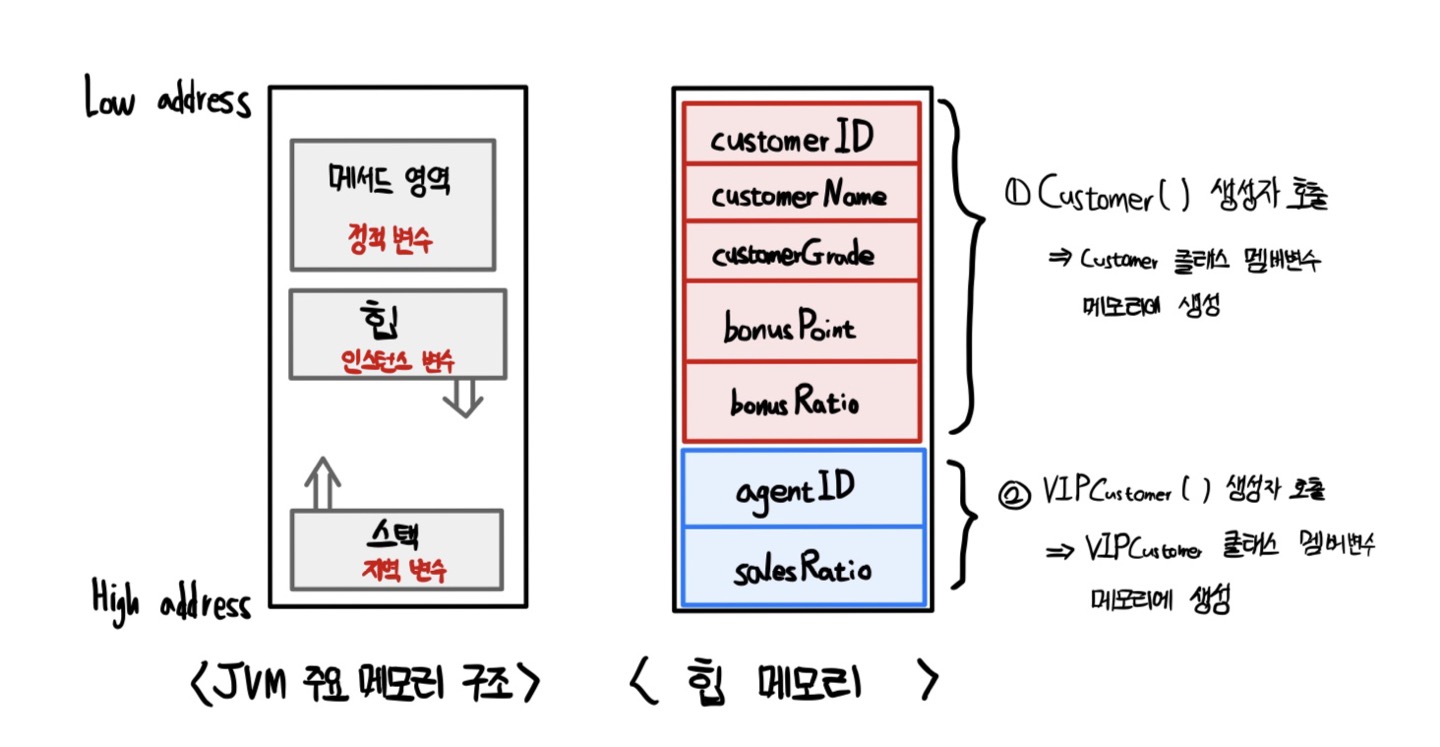 Low address
메서드 영역
정적 변수
힙
인스턴스 변수
스택
지역 변수
High address
<JVM 주요 메모리 구조>
customerID
customerName
customerGrade
bonusPoint
bonusRatio
agentID
salesRatio
< 힙 메모리 >
① Customer() 생성자 호출
⇒ Customer 클래스 멤버변수
메모리에 생성
② VIPCustomer() 생성자 호출
⇒ VIPCustomer 클래스 멤버변수
메모리에 생성